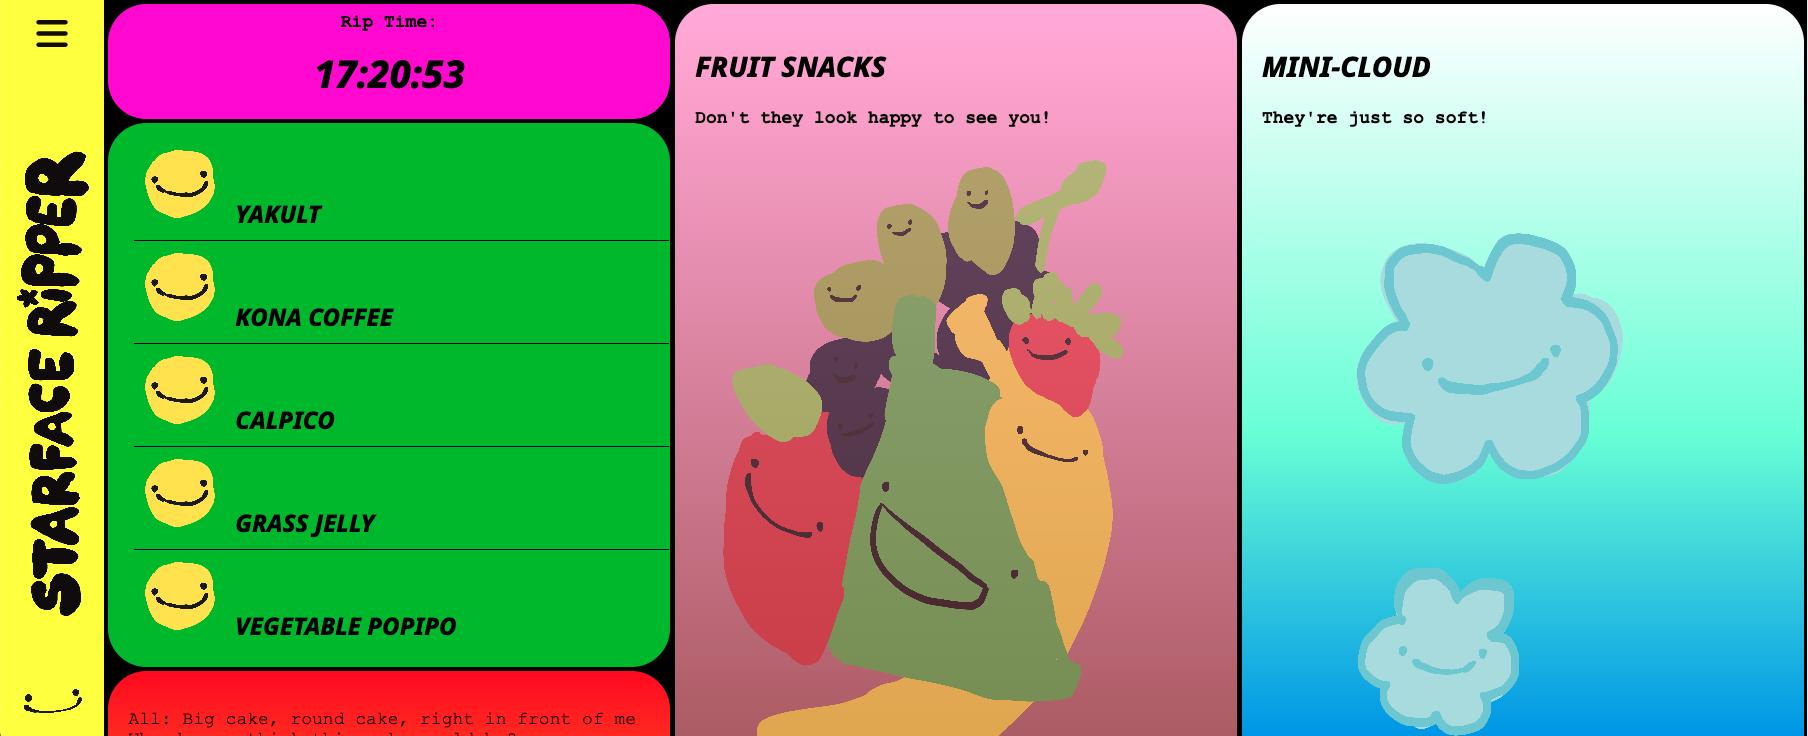 STARFACE RiPPER
Rip Time:
17:20:53
YAKULT
KONA COFFEE
CALPICO
GRASS JELLY
VEGETABLE POPIPO
All: Big cake, round cake, right in front of me
FRUIT SNACKS
Don't they look happy to see you!
MINI-CLOUD
They're just so soft!